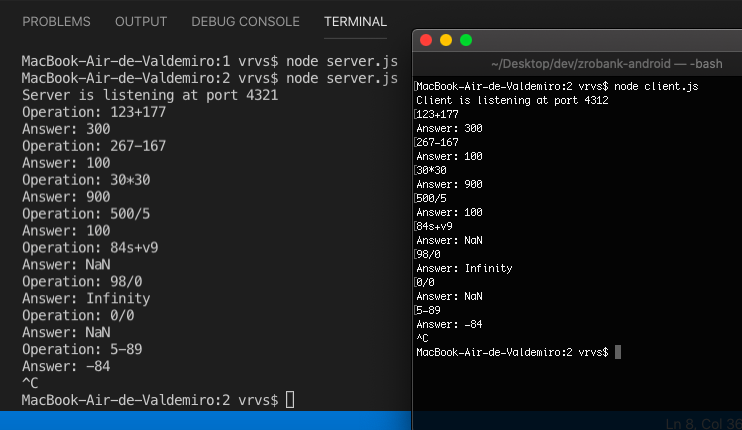 PROBLEMS OUTPUT DEBUG CONSOLE TERMINAL
MacBook-Air-de-Valdemiro:1 vrvs$ node server.js
MacBook-Air-de-Valdemiro:2 vrvs$ node server.js
Server is listening at port 4321
Operation: 123+177
Answer: 300
Operation: 267-167
Answer: 100
Operation: 30*30
Answer: 900
Operation: 500/5
Answer: 100
Operation: 84s+v9
Answer: NaN
Operation: 98/0
Answer: Infinity
Operation: 0/0
Answer: NaN
Operation: 5-89
Answer: -84
^C
MacBook-Air-de-Valdemiro:2 vrvs$
~/Desktop/dev/zrobank-android — -bash
[MacBook-Air-de-Valdemiro:2 vrvs$ node client.js
Client is listening at port 4312
[123+177
Answer: 300
[267-167
Answer: 100
[30*30
Answer: 900
[500/5
Answer: 100
[84s+v9
Answer: NaN
[98/0
Answer: Infinity
[0/0
Answer: NaN
[5-89
Answer: -84
^C
MacBook-Air-de-Valdemiro:2 vrvs$
Ln 8, Col 36